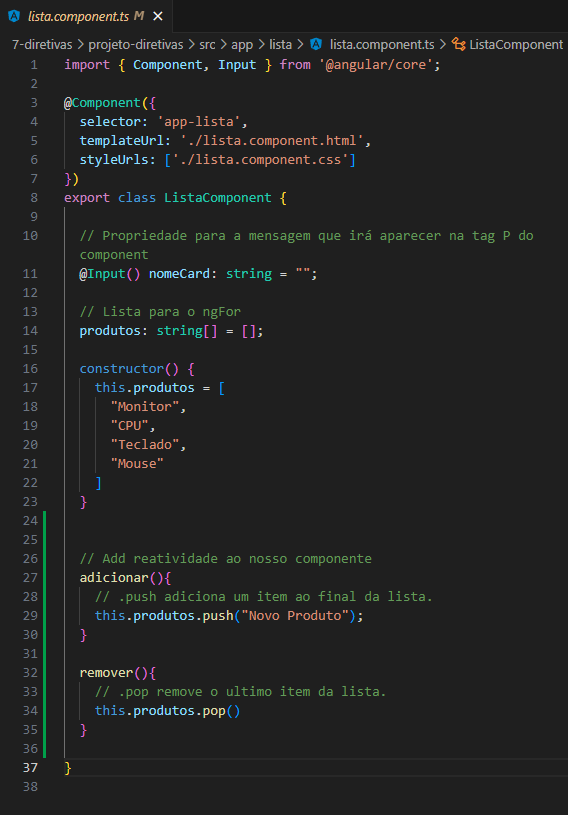 lista.component.ts M ✕
7-diretivas > projeto-diretivas > src > app > lista > lista.component.ts > ListaComponent
1 import { Component, Input } from '@angular/core';
2
3 @Component({
4   selector: 'app-lista',
5   templateUrl: './lista.component.html',
6   styleUrls: ['./lista.component.css']
7 })
8 export class ListaComponent {
9
10   // Propriedade para a mensagem que irá aparecer na tag P do
component
11   @Input() nomeCard: string = "";
12
13   // Lista para o ngFor
14   produtos: string[] = [];
15
16   constructor() {
17     this.produtos = [
18       "Monitor",
19       "CPU",
20       "Teclado",
21       "Mouse"
22     ]
23   }
24
25
26   // Add reatividade ao nosso componente
27   adicionar(){
28     // .push adiciona um item ao final da lista.
29     this.produtos.push("Novo Produto");
30   }
31
32   remover(){
33     // .pop remove o ultimo item da lista.
34     this.produtos.pop()
35   }
36
37 }
38